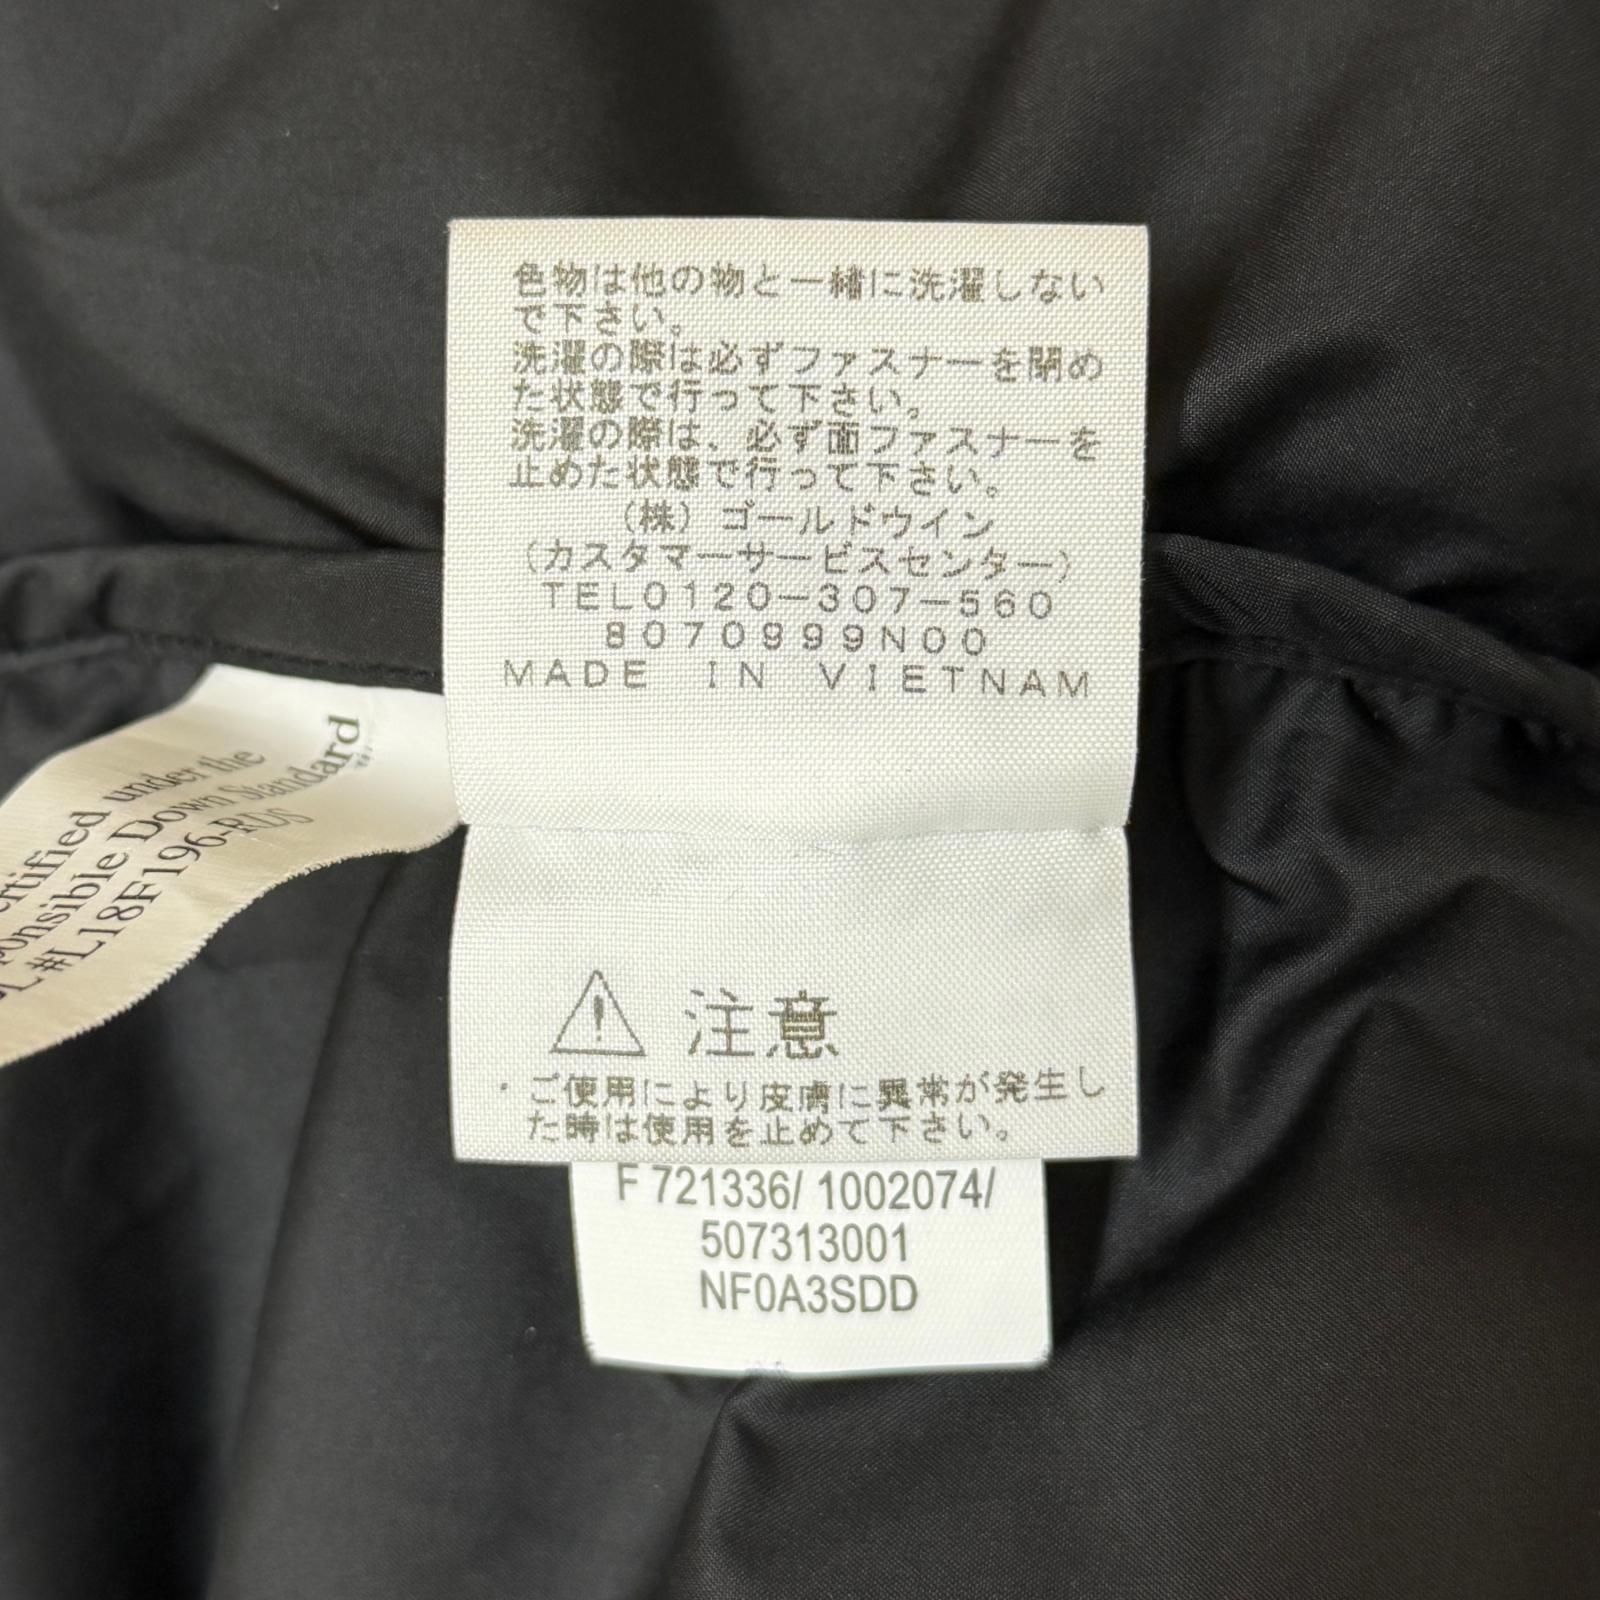 色物は他の物と一緒に洗濯しない
で下さい。
洗濯の際は必ずファスナーを閉め
た状態で行って下さい。
洗濯の際は、必ず面ファスナーを
止めた状態で行って下さい。
(株)ゴールドウイン
(カスタマーサービスセンター)
TEL0120-307-560
8070999N00
MADE IN VIETNAM
under the
Down Standard
#L18F196-RDS
注意
・ご使用により皮膚に異常が発生し
た時は使用を止めて下さい。
F 721336/ 1002074/
507313001
NF0A3SDD